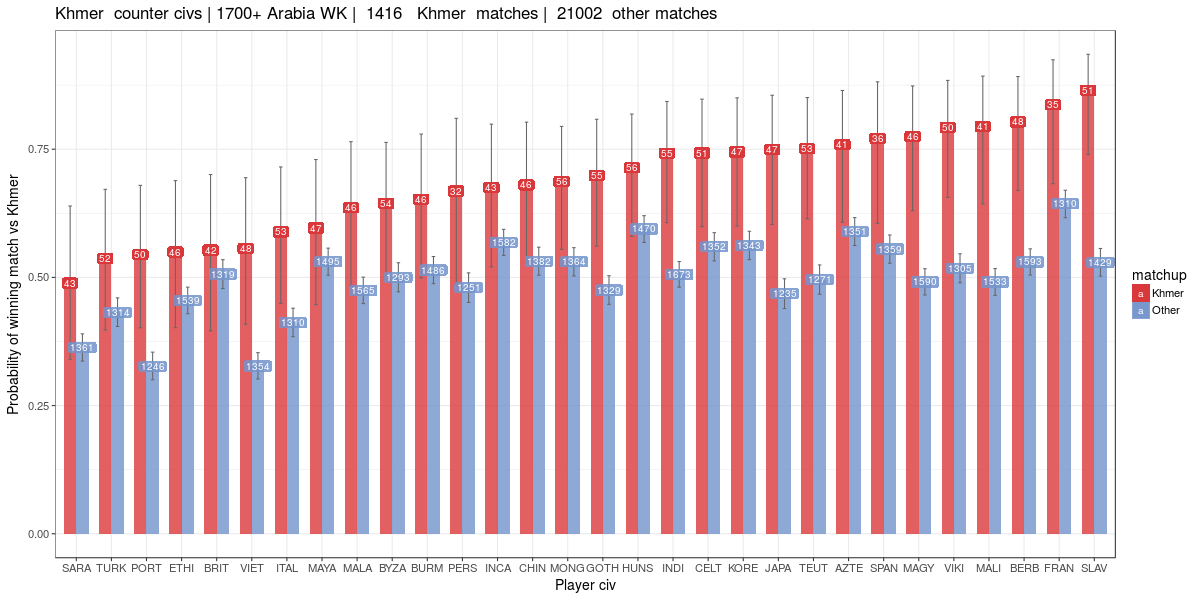 Khmer counter civs | 1700+ Arabia WK | 1416 Khmer matches | 21002 other matches
Probability of winning match vs Khmer
0.75
0.50
0.25
0.00
43 52 50 46 42 48 53 47 46 54 46 32 43 46 56 55 56 55 51 47 47 53 41 36 46 50 41 48 35 51
1361 1314 1246 1539 1319 1354 1310 1495 1565 1293 1486 1251 1582 1382 1364 1329 1470 1673 1352 1343 1235 1271 1351 1359 1590 1305 1533 1593 1310 1429
SARA TURK PORT ETHI BRIT VIET ITAL MAYA MALA BYZA BURM PERS INCA CHIN MONG GOTH HUNS INDI CELT KORE JAPA TEUT AZTE SPAN MAGY VIKI MALI BERB FRAN SLAV
Player civ
matchup
a Khmer
a Other